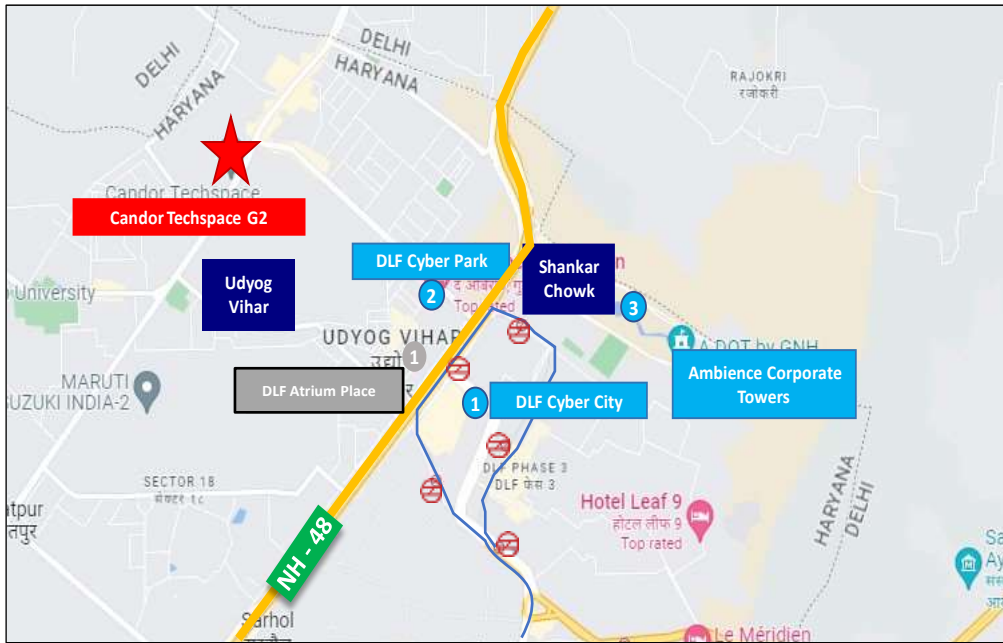 DELHI
HARYANA
DELHI
HARYANA
RAJOKRI
रजोकरी
Candor Techspace
Candor Techspace G2
DLF Cyber Park
Shankar
Chowk
Udyog
Vihar
University
2
Top rated
3
UDYOG VIHAR
1
A DOT by GNH
MARUTI
SUZUKI INDIA-2
DLF Atrium Place
1
DLF Cyber City
Ambience Corporate
Towers
SECTOR 18
सेक्टर १८
DLF PHASE 3
DLF फेस 3
Hotel Leaf 9
होटल लीफ 9
Top rated
HARYANA
DELHI
NH - 48
Sarhol
Le Méridien